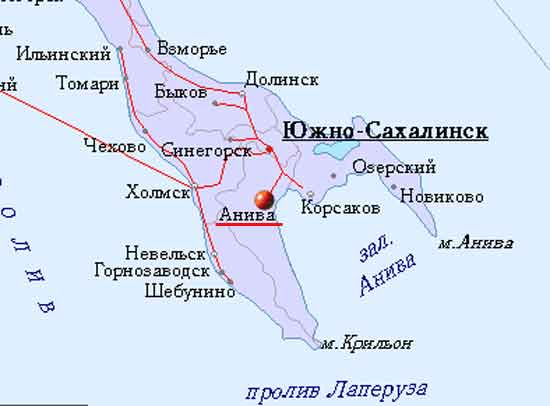 Ильинский
Взморье
Томари
Долинск
Быков
Южно-Сахалинск
Чехово
Синегорск
Озерский
Холмск
Новиково
Корсаков
Анива
м.Анива
зал.
Анива
Невельск
Горнозаводск
Шебунино
м.Крильон
пролив Лаперуза
ОЛИВ